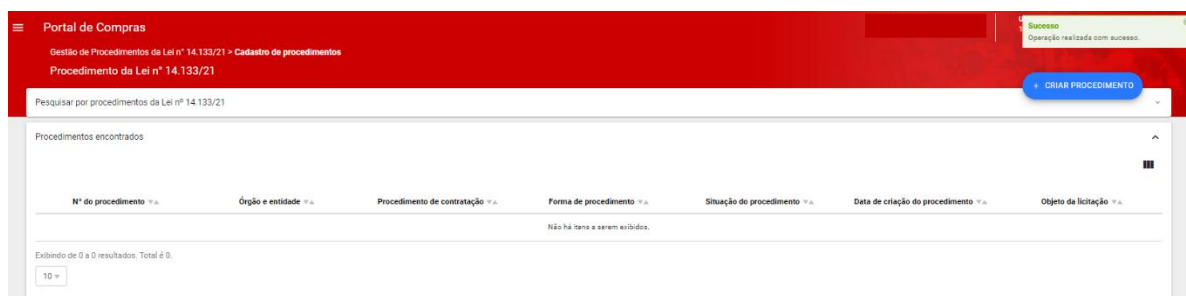 Portal de Compras
Gestão de Procedimentos da Lei n° 14.133/21 > Cadastro de procedimentos
Procedimento da Lei n° 14.133/21
Sucesso
Operação realizada com sucesso.
+ CRIAR PROCEDIMENTO
Pesquisar por procedimentos da Lei nº 14.133/21
Procedimentos encontrados
Nº do procedimento Órgão e entidade Procedimento de contratação Forma de procedimento Situação do procedimento Data de criação do procedimento Objeto da licitação
Não há itens a serem exibidos.
Exibindo de 0 a 0 resultados. Total é 0.
10